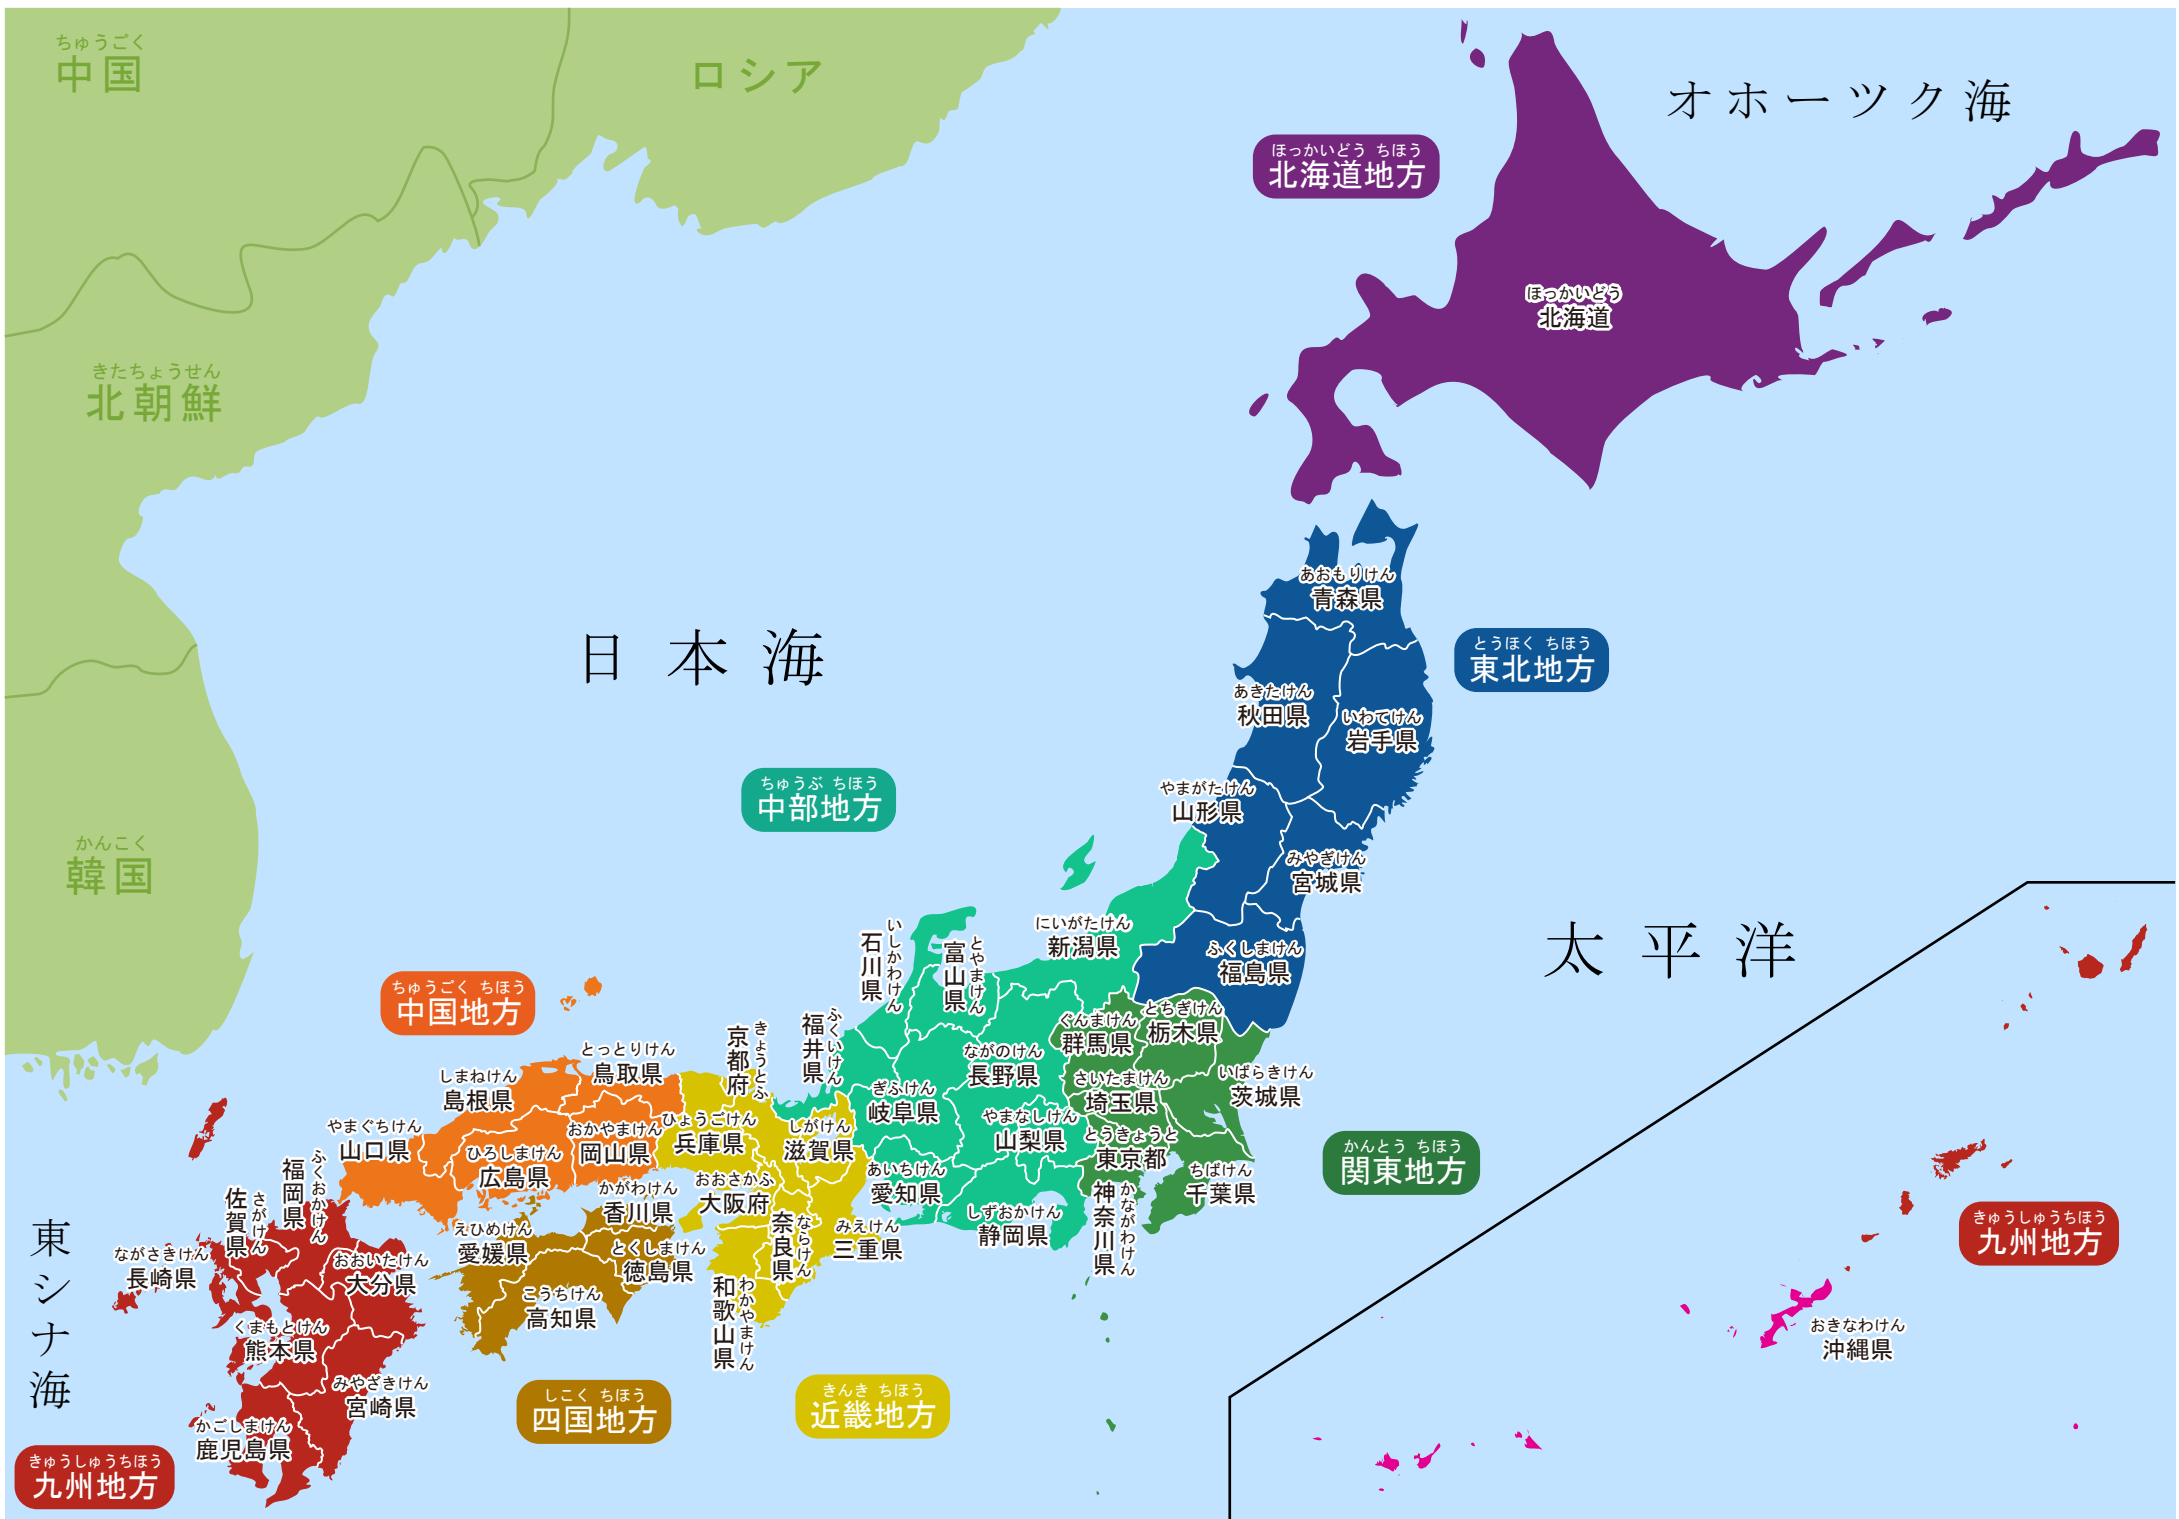 ちゅうごく
中国
ロシア
オホーツク海
ほっかいどう ちほう
北海道地方
ほっかいどう
北海道
きたちょうせん
北朝鮮
あおもりけん
青森県
日本海
とうほく ちほう
東北地方
あきたけん
秋田県
いわてけん
岩手県
ちゅうぶ ちほう
中部地方
やまがたけん
山形県
かんこく
韓国
みやぎけん
宮城県
にいがたけん
新潟県
いしかわけん
石川県
とやまけん
富山県
ふくしまけん
福島県
太平洋
ちゅうごく ちほう
中国地方
とちぎけん
栃木県
ぐんまけん
群馬県
ふくいけん
福井県
きょうとふ
京都府
とっとりけん
鳥取県
ながのけん
長野県
しまねけん
島根県
ぎふけん
岐阜県
さいたまけん
埼玉県
いばらきけん
茨城県
やまぐちけん
山口県
おかやまけん
岡山県
ひょうごけん
兵庫県
しがけん
滋賀県
やまなしけん
山梨県
とうきょうと
東京都
かんとう ちほう
関東地方
ひろしまけん
広島県
ふくおかけん
福岡県
おおさかふ
大阪府
あいちけん
愛知県
ちばけん
千葉県
さがけん
佐賀県
かがわけん
香川県
ならけん
奈良県
しずおかけん
静岡県
かながわけん
神奈川県
東シナ海
えひめけん
愛媛県
みえけん
三重県
きゅうしゅうちほう
九州地方
ながさきけん
長崎県
おおいたけん
大分県
とくしまけん
徳島県
こうちけん
高知県
わかやまけん
和歌山県
くまもとけん
熊本県
おきなわけん
沖縄県
みやざきけん
宮崎県
しこく ちほう
四国地方
きんき ちほう
近畿地方
かごしまけん
鹿児島県
きゅうしゅうちほう
九州地方